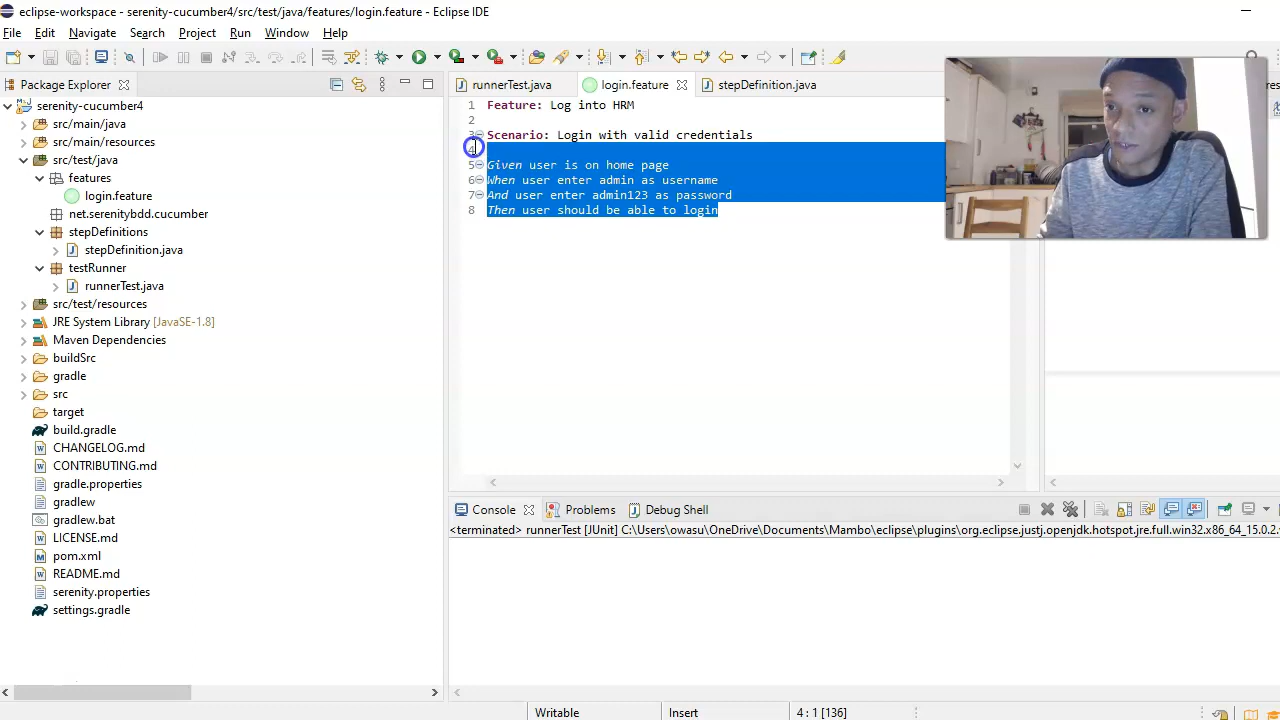 eclipse-workspace - serenity-cucumber4/src/test/java/features/login.feature - Eclipse IDE
File Edit Navigate Search Project Run Window Help
Package Explorer
runnerTest.java
login.feature
stepDefinition.java
serenity-cucumber4
src/main/java
src/main/resources
src/test/java
features
login.feature
net.serenitybdd.cucumber
stepDefinitions
stepDefinition.java
testRunner
runnerTest.java
src/test/resources
JRE System Library [JavaSE-1.8]
Maven Dependencies
buildSrc
gradle
src
target
build.gradle
CHANGELOG.md
CONTRIBUTING.md
gradle.properties
gradlew
gradlew.bat
LICENSE.md
pom.xml
README.md
serenity.properties
settings.gradle
1 Feature: Log into HRM
2
3 Scenario: Login with valid credentials
4
5 Given user is on home page
6 When user enter admin as username
7 And user enter admin123 as password
8 Then user should be able to login
Console Problems Debug Shell
<terminated> runnerTest [JUnit] C:\Users\owasu\OneDrive\Documents\Mambo\eclipse\plugins\org.eclipse.justj.openjdk.hotspot.jre.full.win32.x86_64_15.0.2.
Writable Insert 4 : 1 [136]